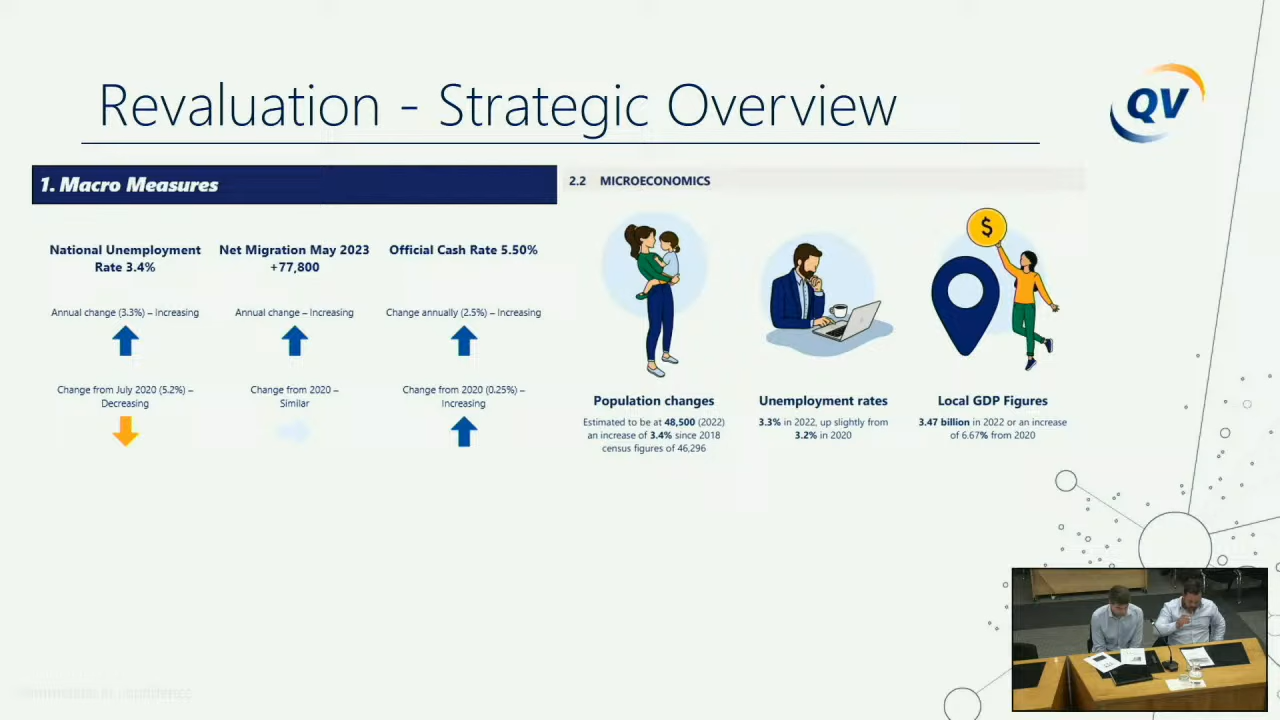 Revaluation - Strategic Overview
QV
1. Macro Measures
National Unemployment
Rate 3.4%
Annual change (3.3%) – Increasing
Change from July 2020 (5.2%) –
Decreasing
Net Migration May 2023
+77,800
Annual change – Increasing
Change from 2020 –
Similar
Official Cash Rate 5.50%
Change annually (2.5%) – Increasing
Change from 2020 (0.25%) –
Increasing
2.2 MICROECONOMICS
$
Population changes
Estimated to be at 48,500 (2022)
an increase of 3.4% since 2018
census figures of 46,296
Unemployment rates
3.3% in 2022, up slightly from
3.2% in 2020
Local GDP Figures
3.47 billion in 2022 or an increase
of 6.67% from 2020